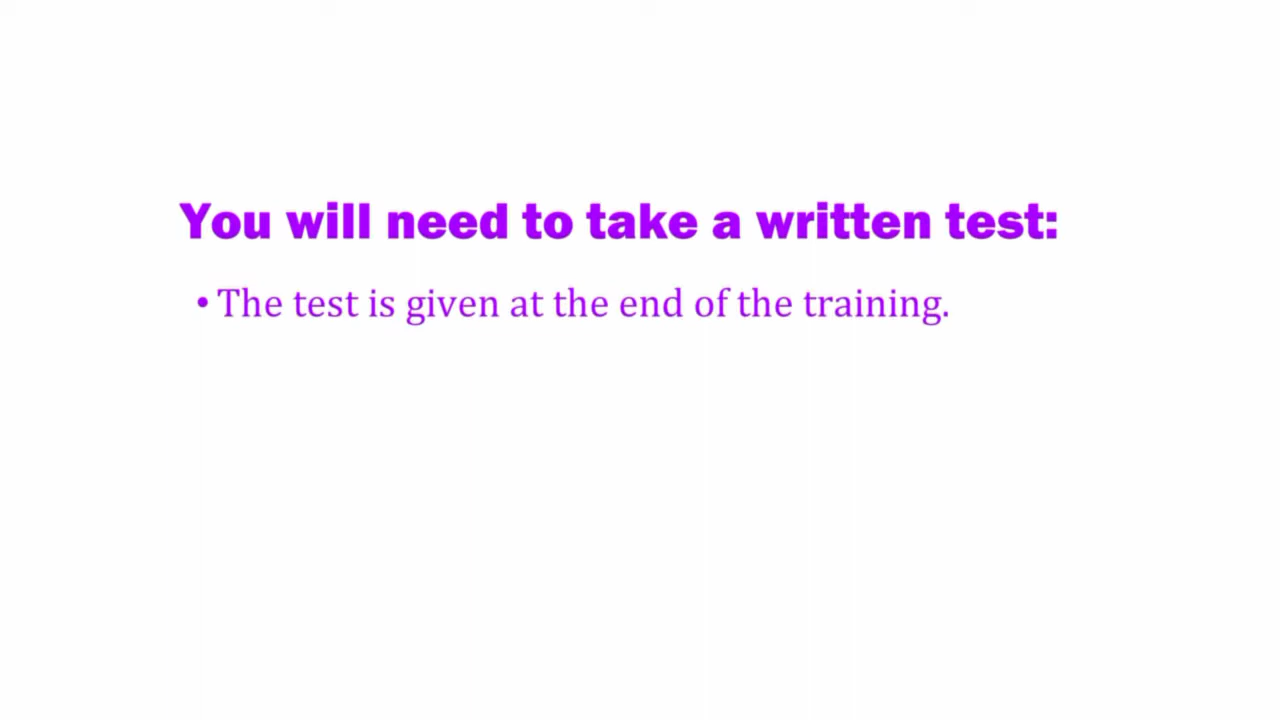 You will need to take a written test:
• The test is given at the end of the training.